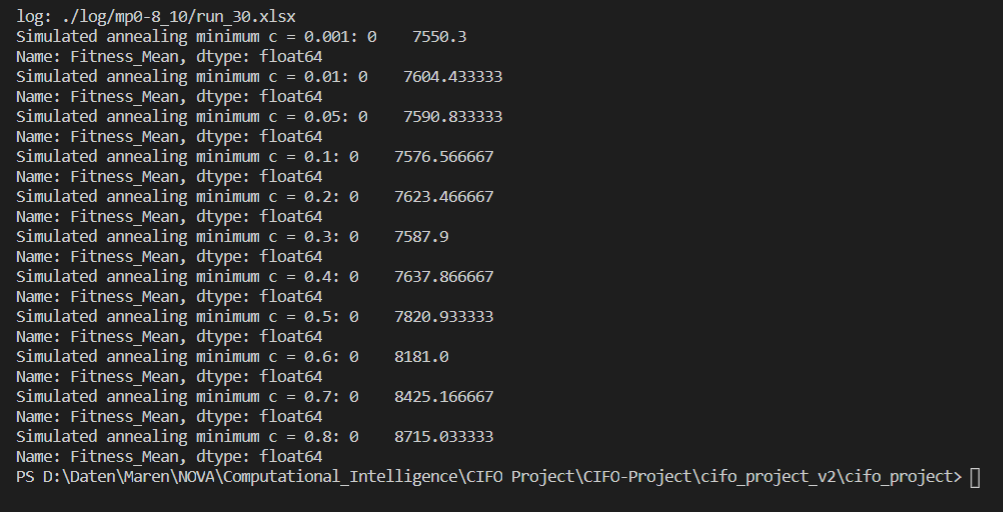 log: ./log/mp0-8_10/run_30.xlsx
Simulated annealing minimum c = 0.001: 0    7550.3
Name: Fitness_Mean, dtype: float64
Simulated annealing minimum c = 0.01: 0    7604.433333
Name: Fitness_Mean, dtype: float64
Simulated annealing minimum c = 0.05: 0    7590.833333
Name: Fitness_Mean, dtype: float64
Simulated annealing minimum c = 0.1: 0    7576.566667
Name: Fitness_Mean, dtype: float64
Simulated annealing minimum c = 0.2: 0    7623.466667
Name: Fitness_Mean, dtype: float64
Simulated annealing minimum c = 0.3: 0    7587.9
Name: Fitness_Mean, dtype: float64
Simulated annealing minimum c = 0.4: 0    7637.866667
Name: Fitness_Mean, dtype: float64
Simulated annealing minimum c = 0.5: 0    7820.933333
Name: Fitness_Mean, dtype: float64
Simulated annealing minimum c = 0.6: 0    8181.0
Name: Fitness_Mean, dtype: float64
Simulated annealing minimum c = 0.7: 0    8425.166667
Name: Fitness_Mean, dtype: float64
Simulated annealing minimum c = 0.8: 0    8715.033333
Name: Fitness_Mean, dtype: float64
PS D:\Daten\Maren\NOVA\Computational_Intelligence\CIFO Project\CIFO-Project\cifo_project_v2\cifo_project>